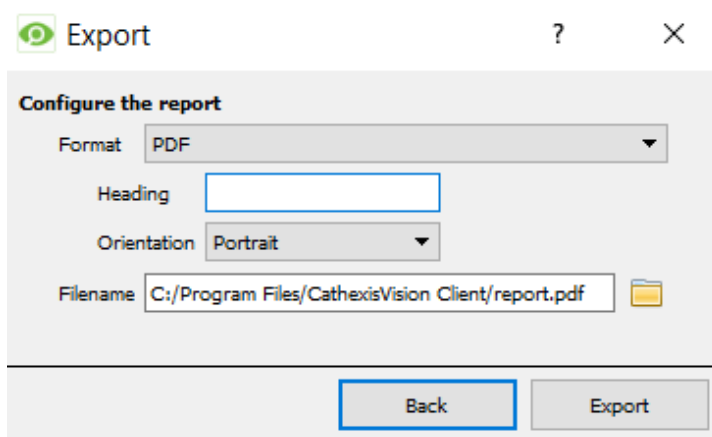 Export ? ×
Configure the report
Format PDF
Heading
Orientation Portrait
Filename C:/Program Files/CathexisVision Client/report.pdf
Back Export